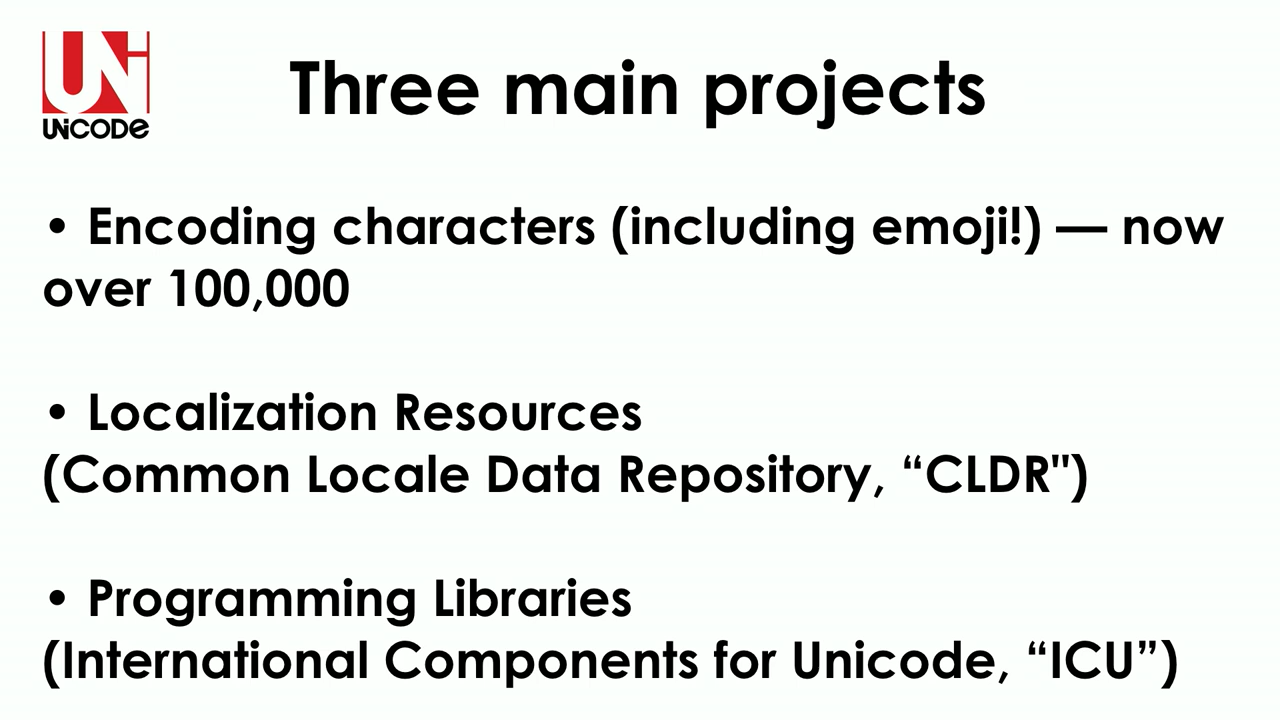 UNi
UNiCODe
Three main projects
• Encoding characters (including emoji!) — now
over 100,000
• Localization Resources
(Common Locale Data Repository, “CLDR")
• Programming Libraries
(International Components for Unicode, “ICU”)